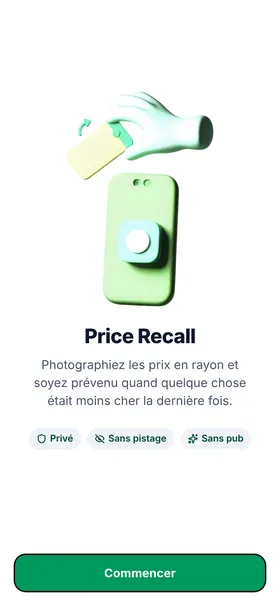 Price Recall
Photographiez les prix en rayon et
soyez prévenu quand quelque chose
était moins cher la dernière fois.
Privé
Sans pistage
Sans pub
Commencer